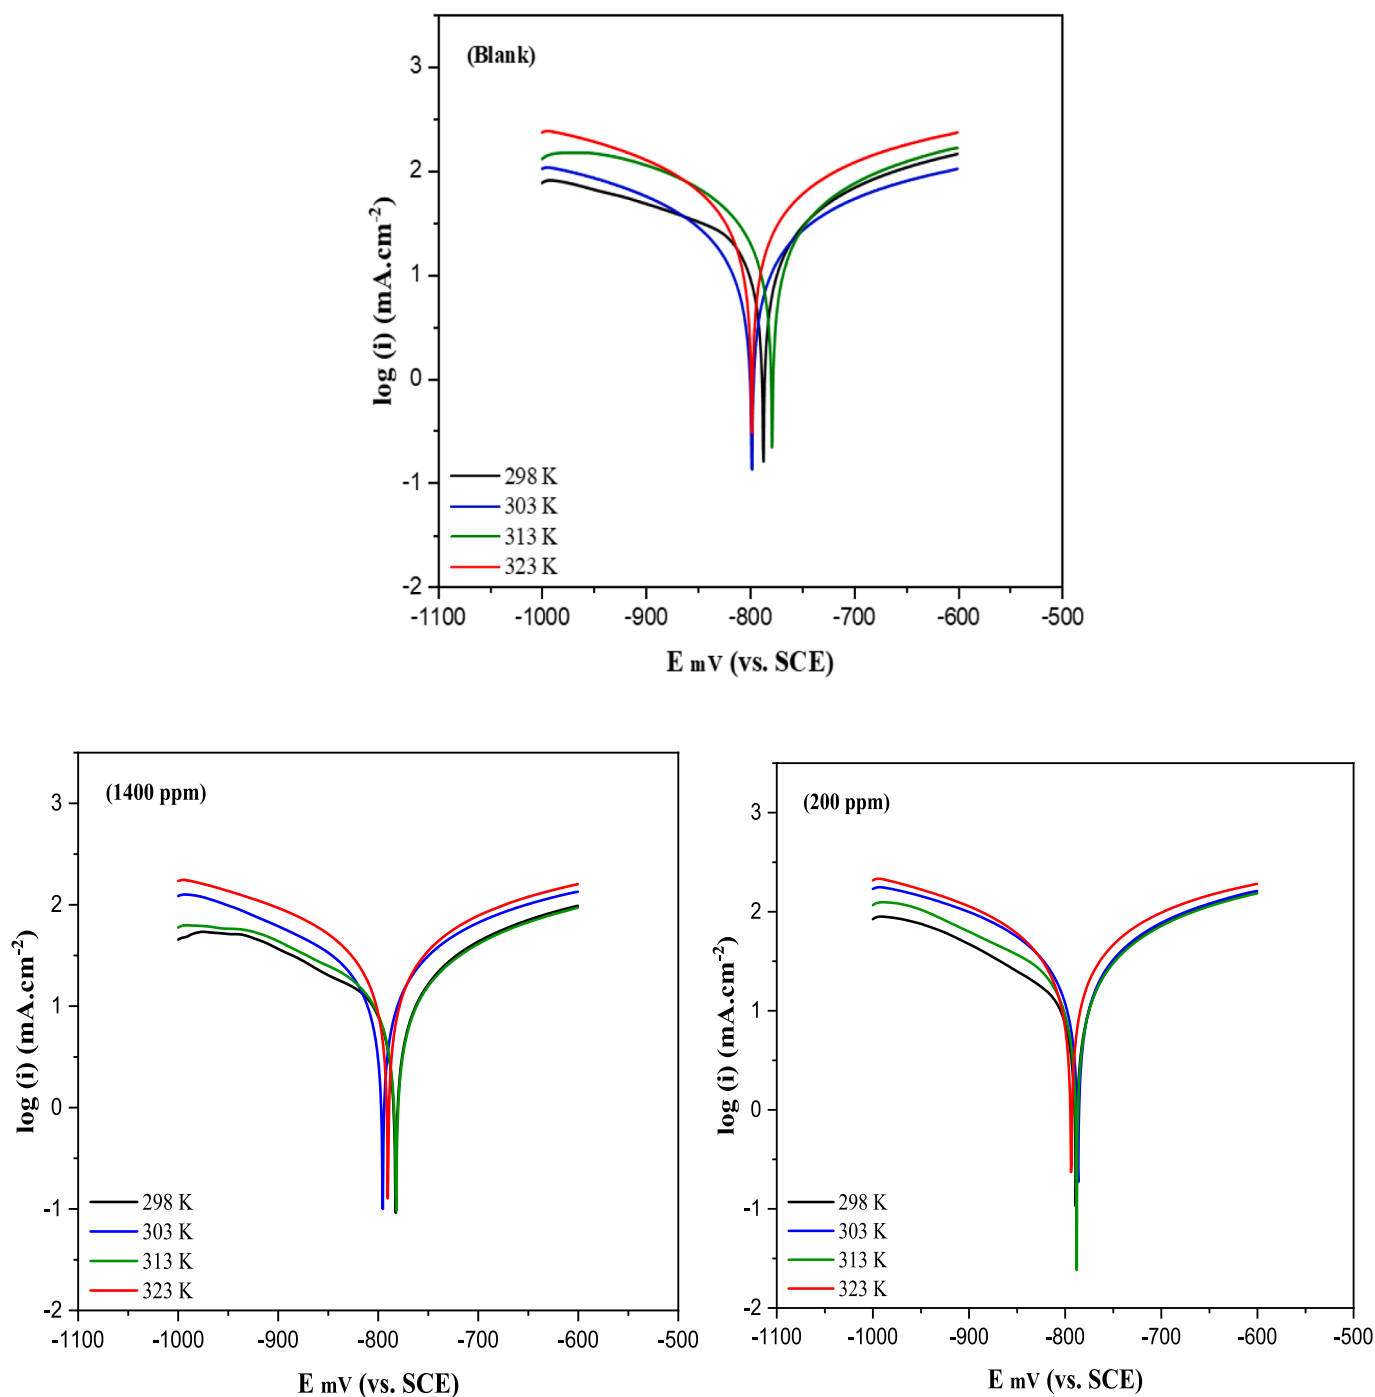 (Blank)
3
2
1
0
-1
-2
log (i) (mA.cm-2)
298 K
303 K
313 K
323 K
-1100 -1000 -900 -800 -700 -600 -500
E mV (vs. SCE)
(1400 ppm)
3
2
1
0
-1
-2
log (i) (mA.cm-2)
298 K
303 K
313 K
323 K
-1100 -1000 -900 -800 -700 -600 -500
E mV (vs. SCE)
(200 ppm)
3
2
1
0
-1
-2
log (i) (mA.cm-2)
298 K
303 K
313 K
323 K
-1100 -1000 -900 -800 -700 -600 -500
E mV (vs. SCE)